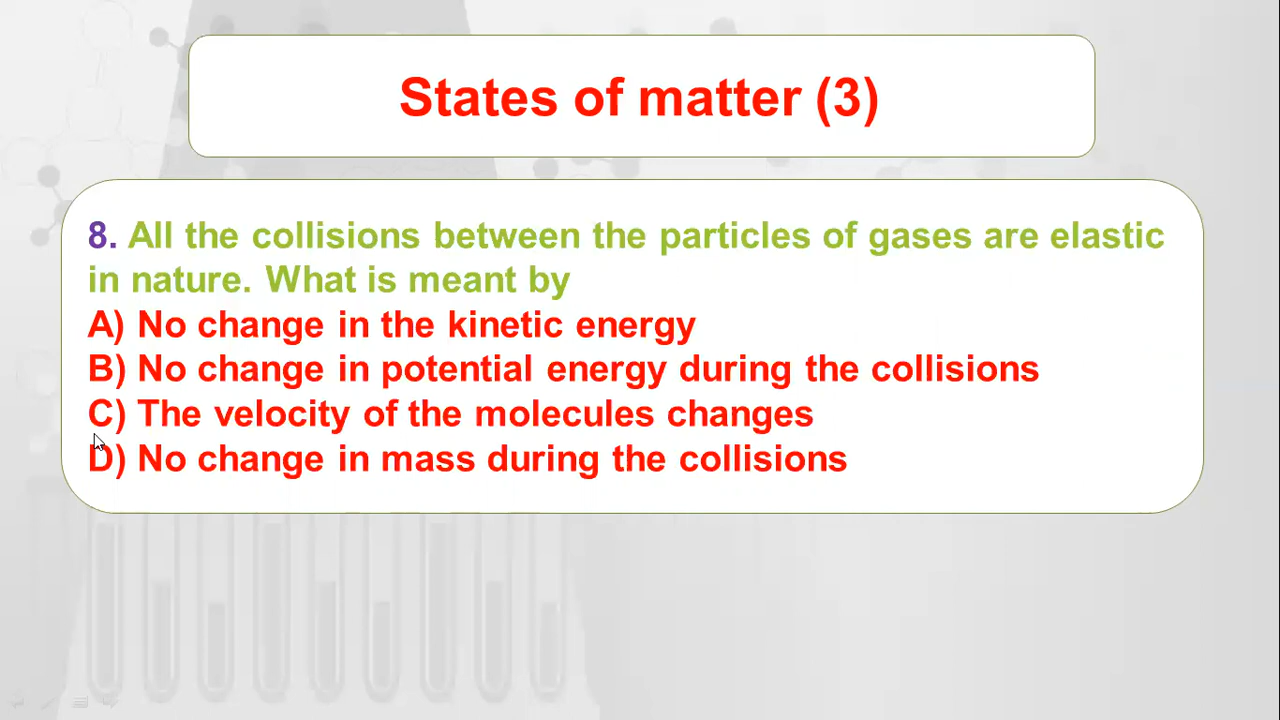 States of matter (3)
8. All the collisions between the particles of gases are elastic
in nature. What is meant by
A) No change in the kinetic energy
B) No change in potential energy during the collisions
C) The velocity of the molecules changes
D) No change in mass during the collisions